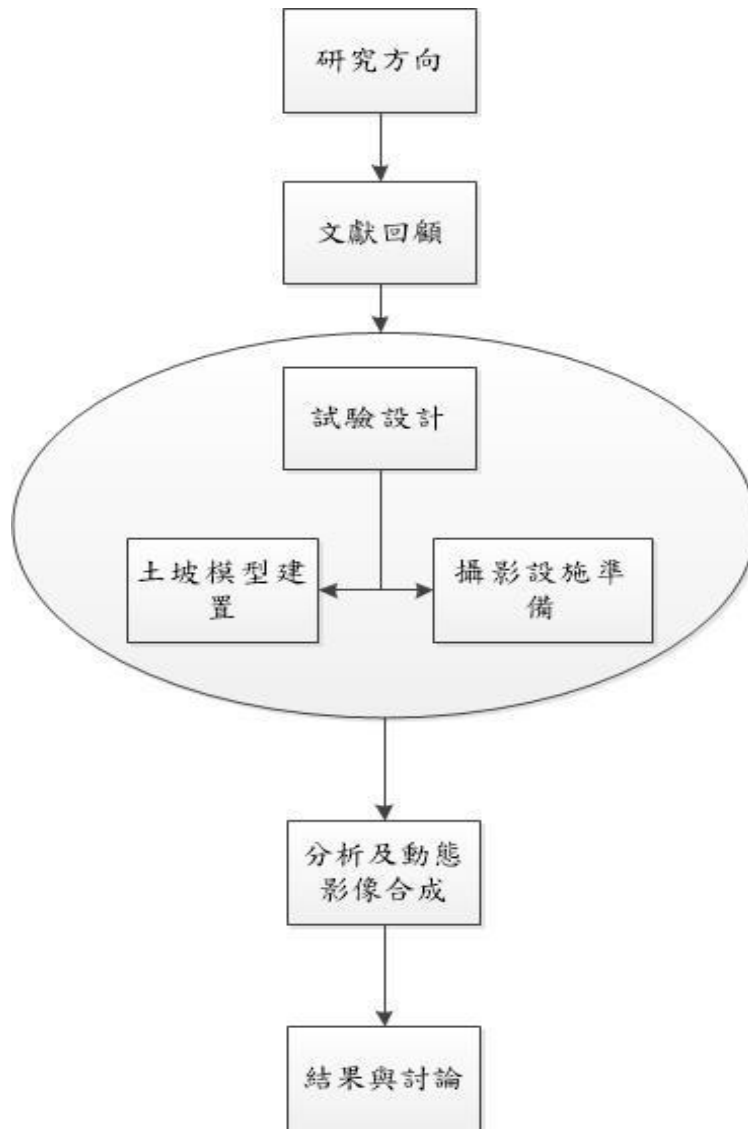 研究方向
文獻回顧
試驗設計
土坡模型建
置
攝影設施準
備
分析及動態
影像合成
結果與討論